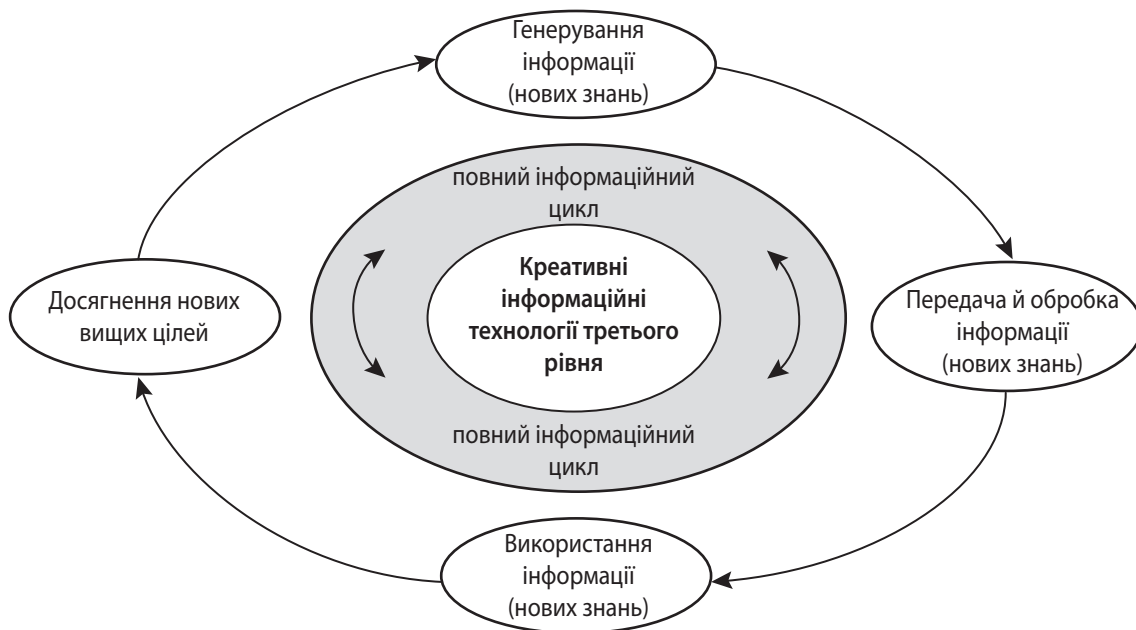 Генерування
інформації
(нових знань)
повний інформаційний
цикл
Креативні
інформаційні
технології третього
рівня
Досягнення нових
вищих цілей
Передача й обробка
інформації
(нових знань)
повний інформаційний
цикл
Використання
інформації
(нових знань)